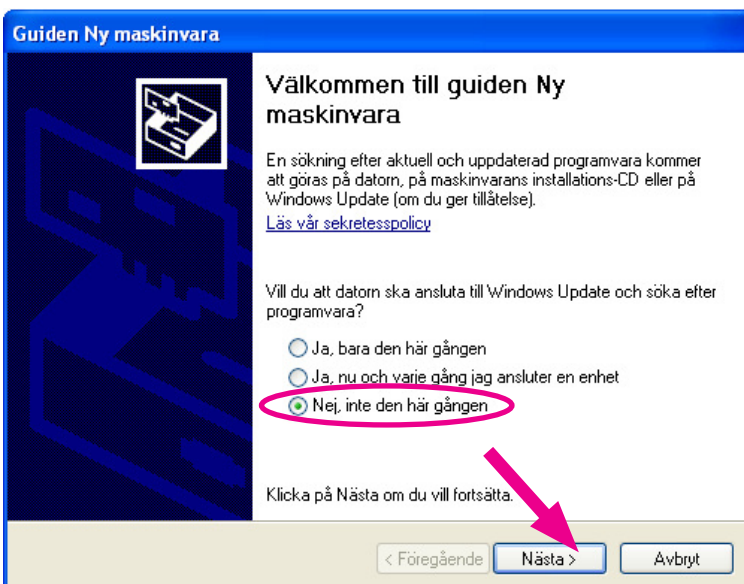 Guiden Ny maskinvara
Välkommen till guiden Ny
maskinvara
En sökning efter aktuell och uppdaterad programvara kommer
att göras på datorn, på maskinvarans installations-CD eller på
Windows Update (om du ger tillåtelse).
Läs vår sekretesspolicy
Vill du att datorn ska ansluta till Windows Update och söka efter
programvara?
Ja, bara den här gången
Ja, nu och varje gång jag ansluter en enhet
Nej, inte den här gången
Klicka på Nästa om du vill fortsätta.
< Föregående Nästa > Avbryt